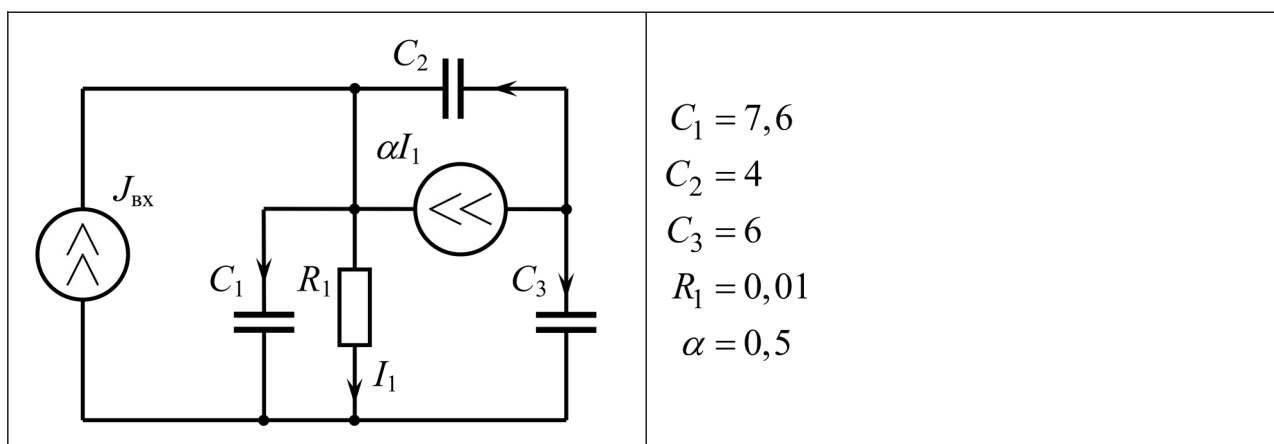 C₂
αI₁
Jвх
C₁
R₁
C₃
I₁
C₁ = 7,6
C₂ = 4
C₃ = 6
R₁ = 0,01
α = 0,5